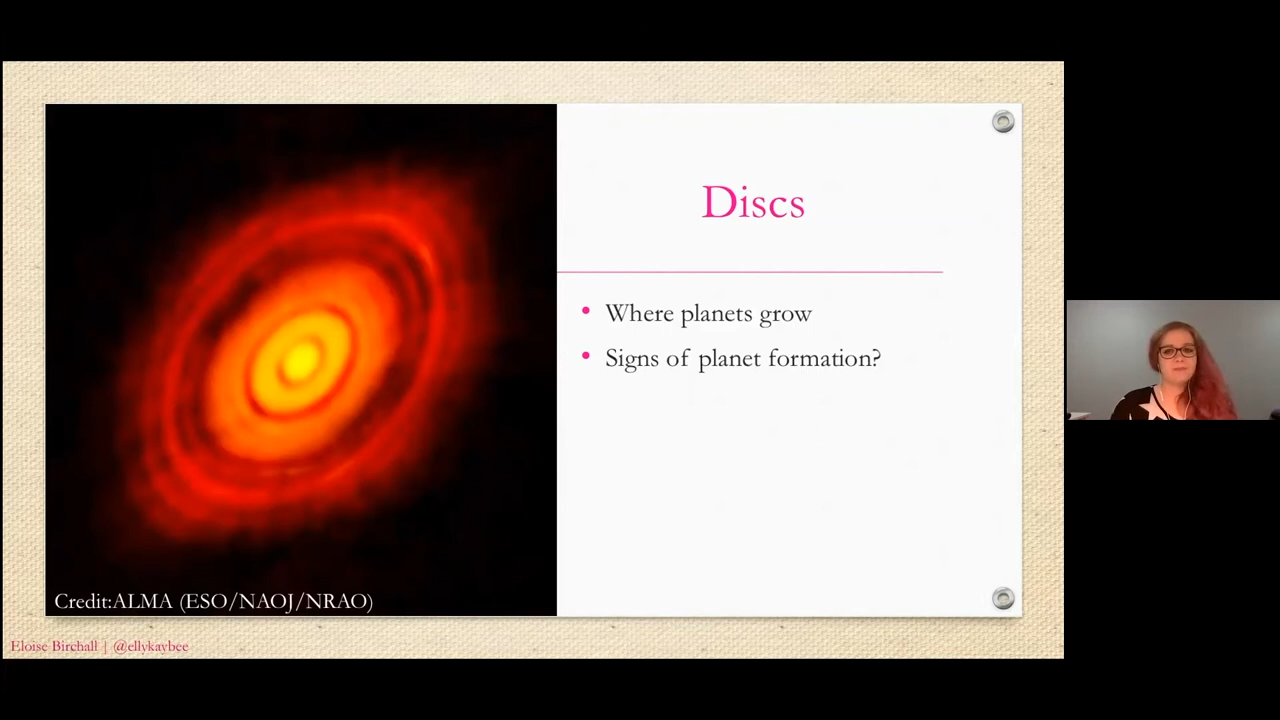 Discs
Where planets grow
Signs of planet formation?
Credit:ALMA (ESO/NAOJ/NRAO)
Eloise Birchall | @ellykaybee